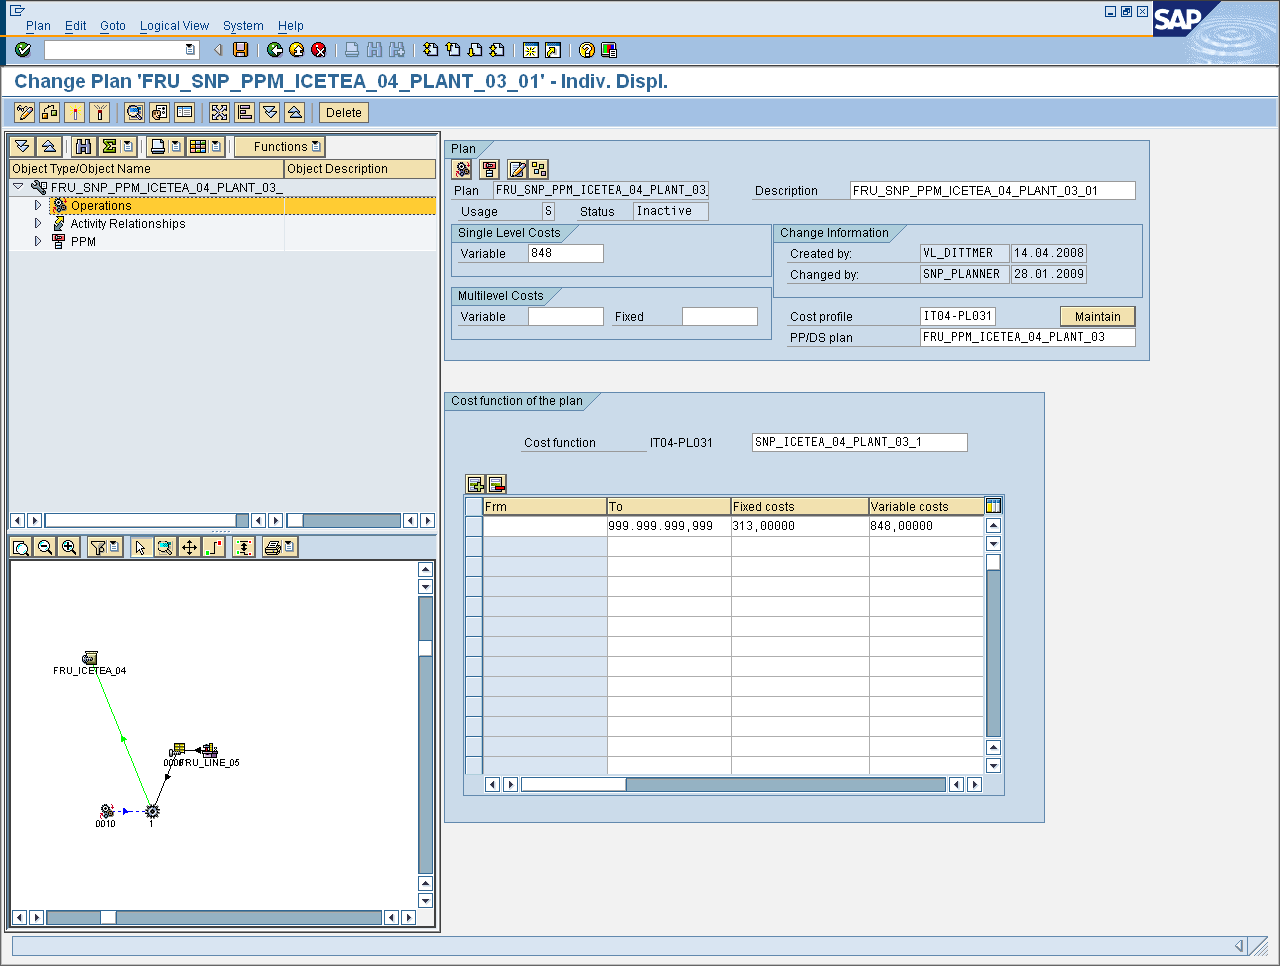 Plan Edit Goto Logical View System Help
SAP
Change Plan 'FRU_SNP_PPM_ICETEA_04_PLANT_03_01' - Indiv. Displ.
Delete
Functions
Object Type/Object Name Object Description
FRU_SNP_PPM_ICETEA_04_PLANT_03_
Operations
Activity Relationships
PPM
FRU_ICETEA_04
FRU_LINE_05
0010 1
Plan
Plan FRU_SNP_PPM_ICETEA_04_PLANT_03_ Description FRU_SNP_PPM_ICETEA_04_PLANT_03_01
Usage S Status Inactive
Single Level Costs
Variable 848
Change Information
Created by: VL_DITTMER 14.04.2008
Changed by: SNP_PLANNER 28.01.2009
Multilevel Costs
Variable Fixed
Cost profile IT04-PL031 Maintain
PP/DS plan FRU_PPM_ICETEA_04_PLANT_03
Cost function of the plan
Cost function IT04-PL031 SNP_ICETEA_04_PLANT_03_1
Frm To Fixed costs Variable costs
999.999.999,999 313,00000 848,00000